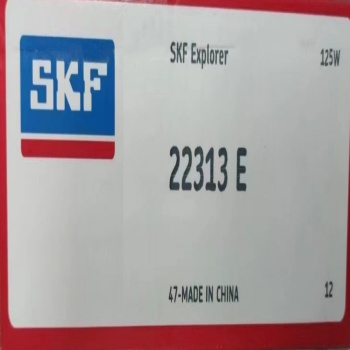 SKF
SKF Explorer 125W
22313 E
47-MADE IN CHINA 12